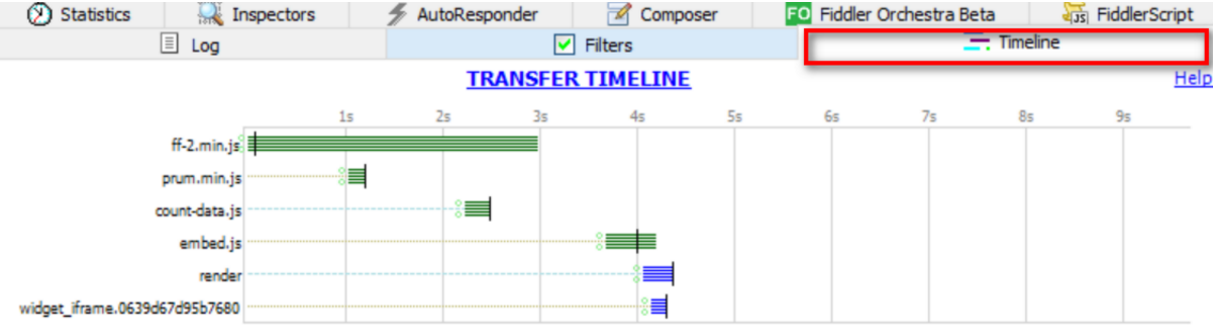 Statistics Inspectors AutoResponder Composer FO Fiddler Orchestra Beta JS FiddlerScript
Log Filters Timeline
TRANSFER TIMELINE Help
1s 2s 3s 4s 5s 6s 7s 8s 9s
ff-2.min.js
prum.min.js
count-data.js
embed.js
render
widget_iframe.0639d67d95b7680